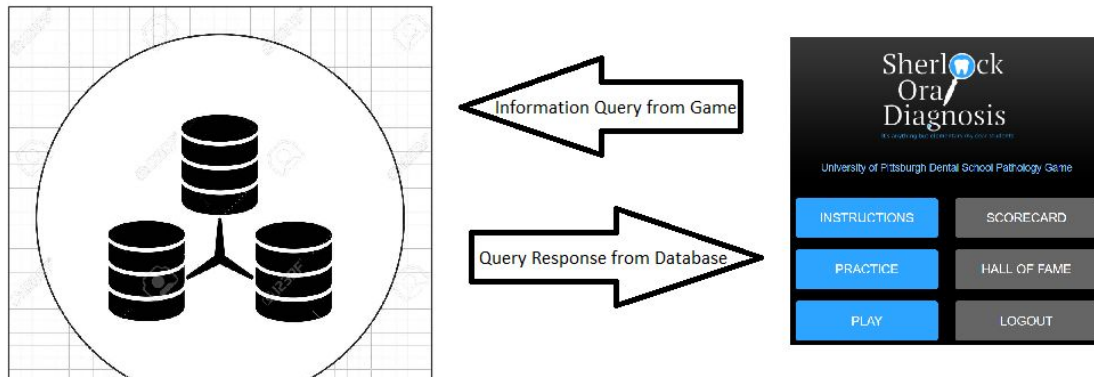 Information Query from Game
Query Response from Database
Sherlock
Oral
Diagnosis
University of Pittsburgh Dental School Pathology Game
INSTRUCTIONS
SCORECARD
PRACTICE
HALL OF FAME
PLAY
LOGOUT
123RF